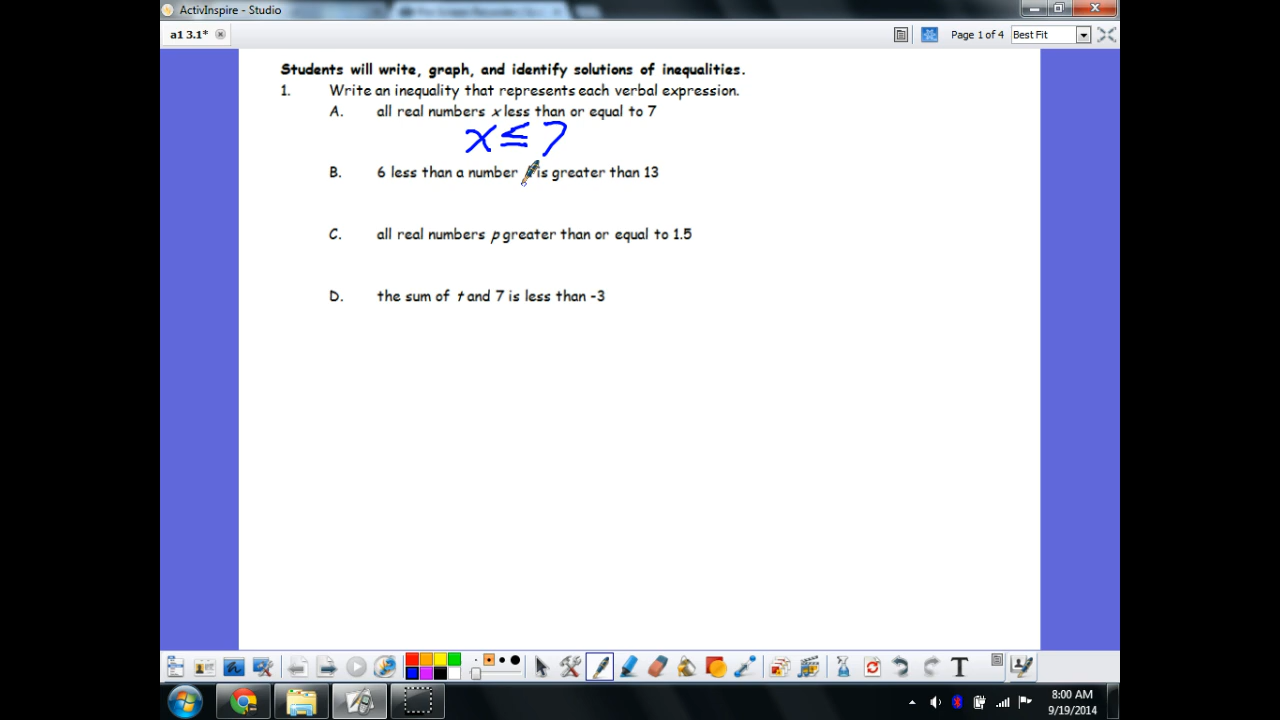 ActivInspire - Studio
a1 3.1*
Page 1 of 4
Best Fit
Students will write, graph, and identify solutions of inequalities.
1. Write an inequality that represents each verbal expression.
A. all real numbers x less than or equal to 7
x ≤ 7
B. 6 less than a number is greater than 13
C. all real numbers p greater than or equal to 1.5
D. the sum of t and 7 is less than -3
T
8:00 AM
9/19/2014